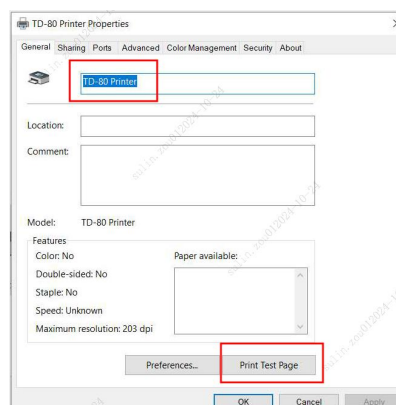 TD-80 Printer Properties
General Sharing Ports Advanced Color Management Security About
TD-80 Printer
Location:
Comment:
Model: TD-80 Printer
Features
Color: No Paper available:
Double-sided: No
Staple: No
Speed: Unknown
Maximum resolution: 203 dpi
Preferences... Print Test Page
OK Cancel Apply